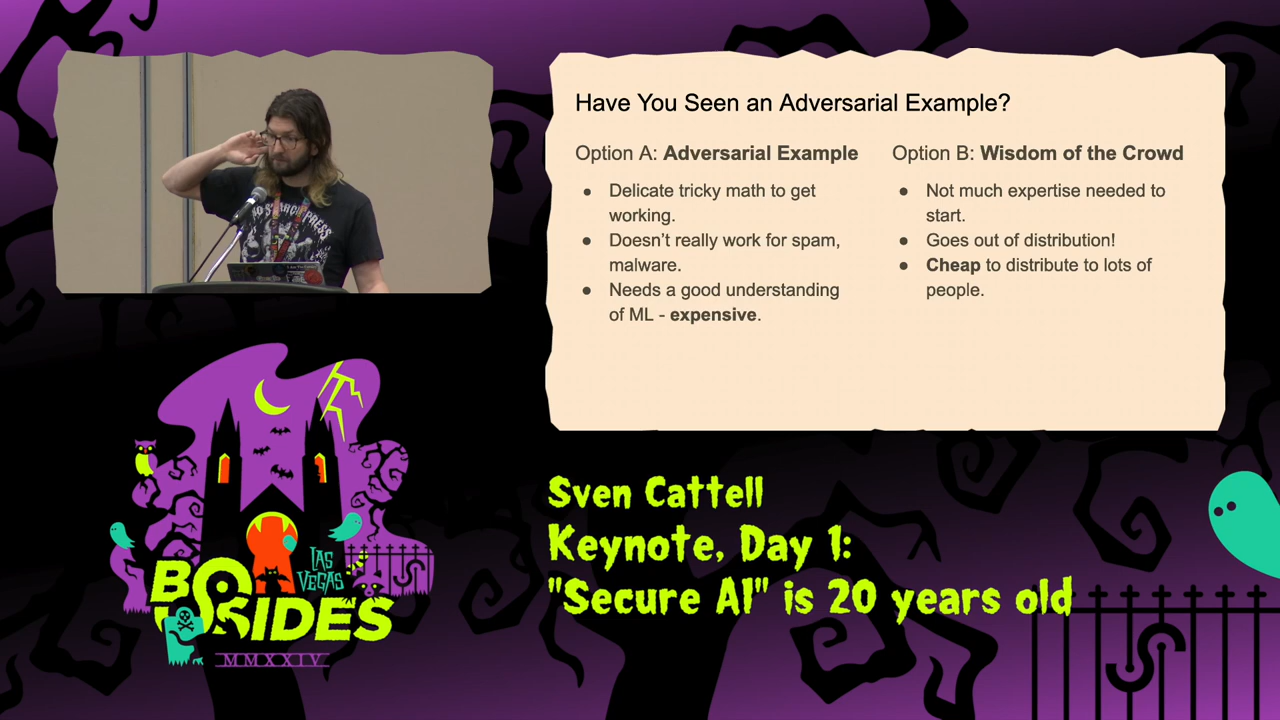 Have You Seen an Adversarial Example?
Option A: Adversarial Example
● Delicate tricky math to get
working.
● Doesn't really work for spam,
malware.
● Needs a good understanding
of ML - expensive.
Option B: Wisdom of the Crowd
● Not much expertise needed to
start.
● Goes out of distribution!
● Cheap to distribute to lots of
people.
BSIDES
LAS
VEGAS
MMXXIV
Sven Cattell
Keynote, Day 1:
"Secure AI" is 20 years old